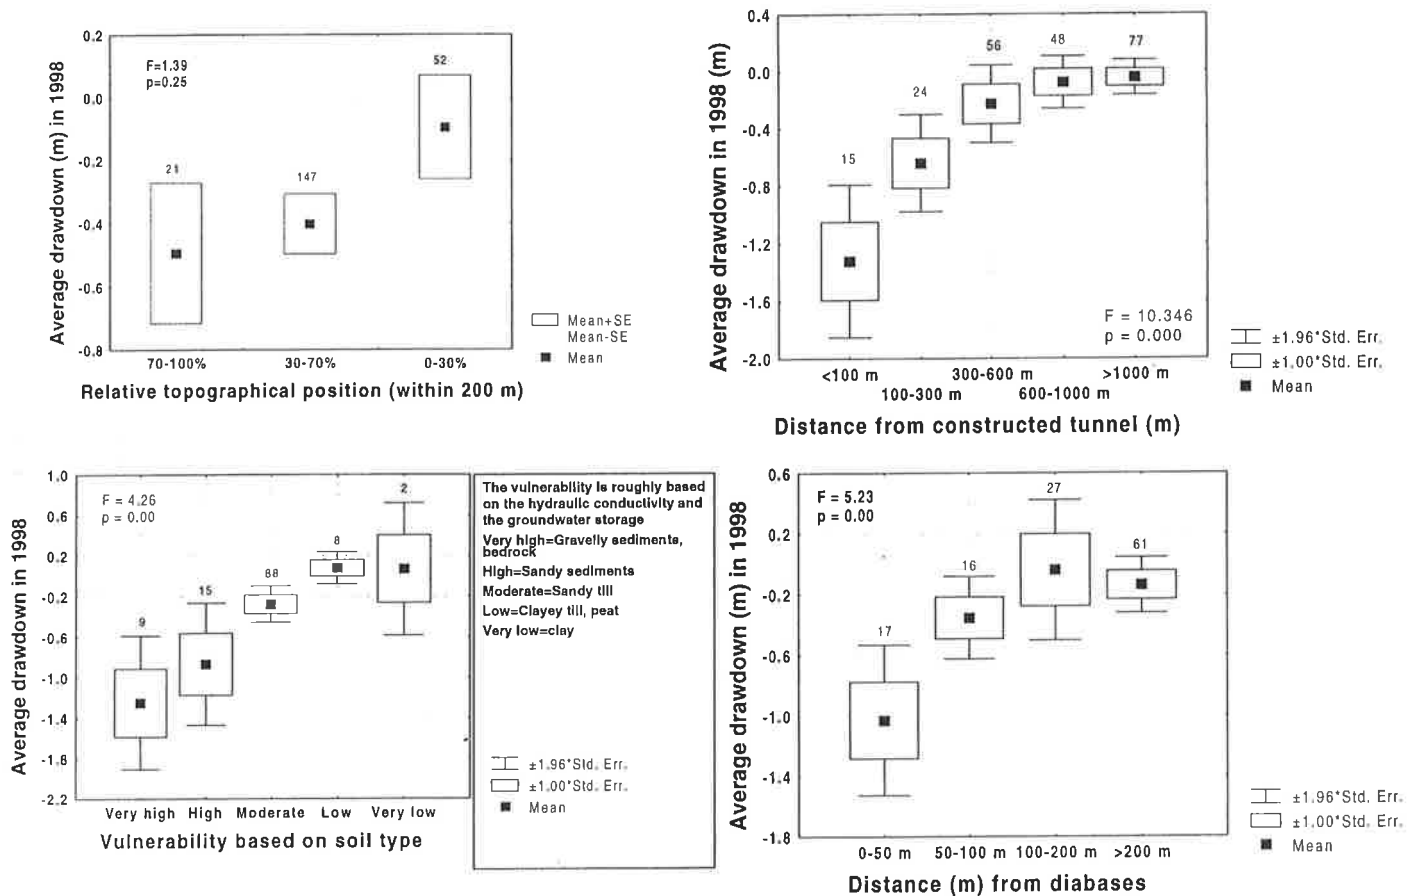 0.2
0.0
-0.2
-0.4
-0.6
-0.8
Average drawdown (m) in 1998
F=1.39
p=0.25
21
147
52
70-100%
30-70%
0-30%
Relative topographical position (within 200 m)
Mean+SE
Mean-SE
Mean
0.4
0.0
-0.4
-0.8
-1.2
-1.6
-2.0
Average drawdown in 1998 (m)
15
24
56
48
77
F = 10.346
p = 0.000
<100 m
300-600 m
>1000 m
100-300 m
600-1000 m
Distance from constructed tunnel (m)
±1.96*Std. Err.
±1.00*Std. Err.
Mean
1.0
0.6
0.2
-0.2
-0.6
-1.0
-1.4
-1.8
-2.2
Average drawdown in 1998
F = 4.26
p = 0.00
9
15
88
8
2
Very high
High
Moderate
Low
Very low
Vulnerability based on soil type
The vulnerability is roughly based
on the hydraulic conductivity and
the groundwater storage
Very high=Gravelly sediments,
bedrock
High=Sandy sediments
Moderate=Sandy till
Low=Clayey till, peat
Very low=clay
±1.96*Std. Err.
±1.00*Std. Err.
Mean
0.6
0.2
-0.2
-0.6
-1.0
-1.4
-1.8
Average drawdown (m) in 1998
F = 5.23
p = 0.00
17
16
27
61
0-50 m
50-100 m
100-200 m
>200 m
Distance (m) from diabases
±1.96*Std. Err.
±1.00*Std. Err.
Mean